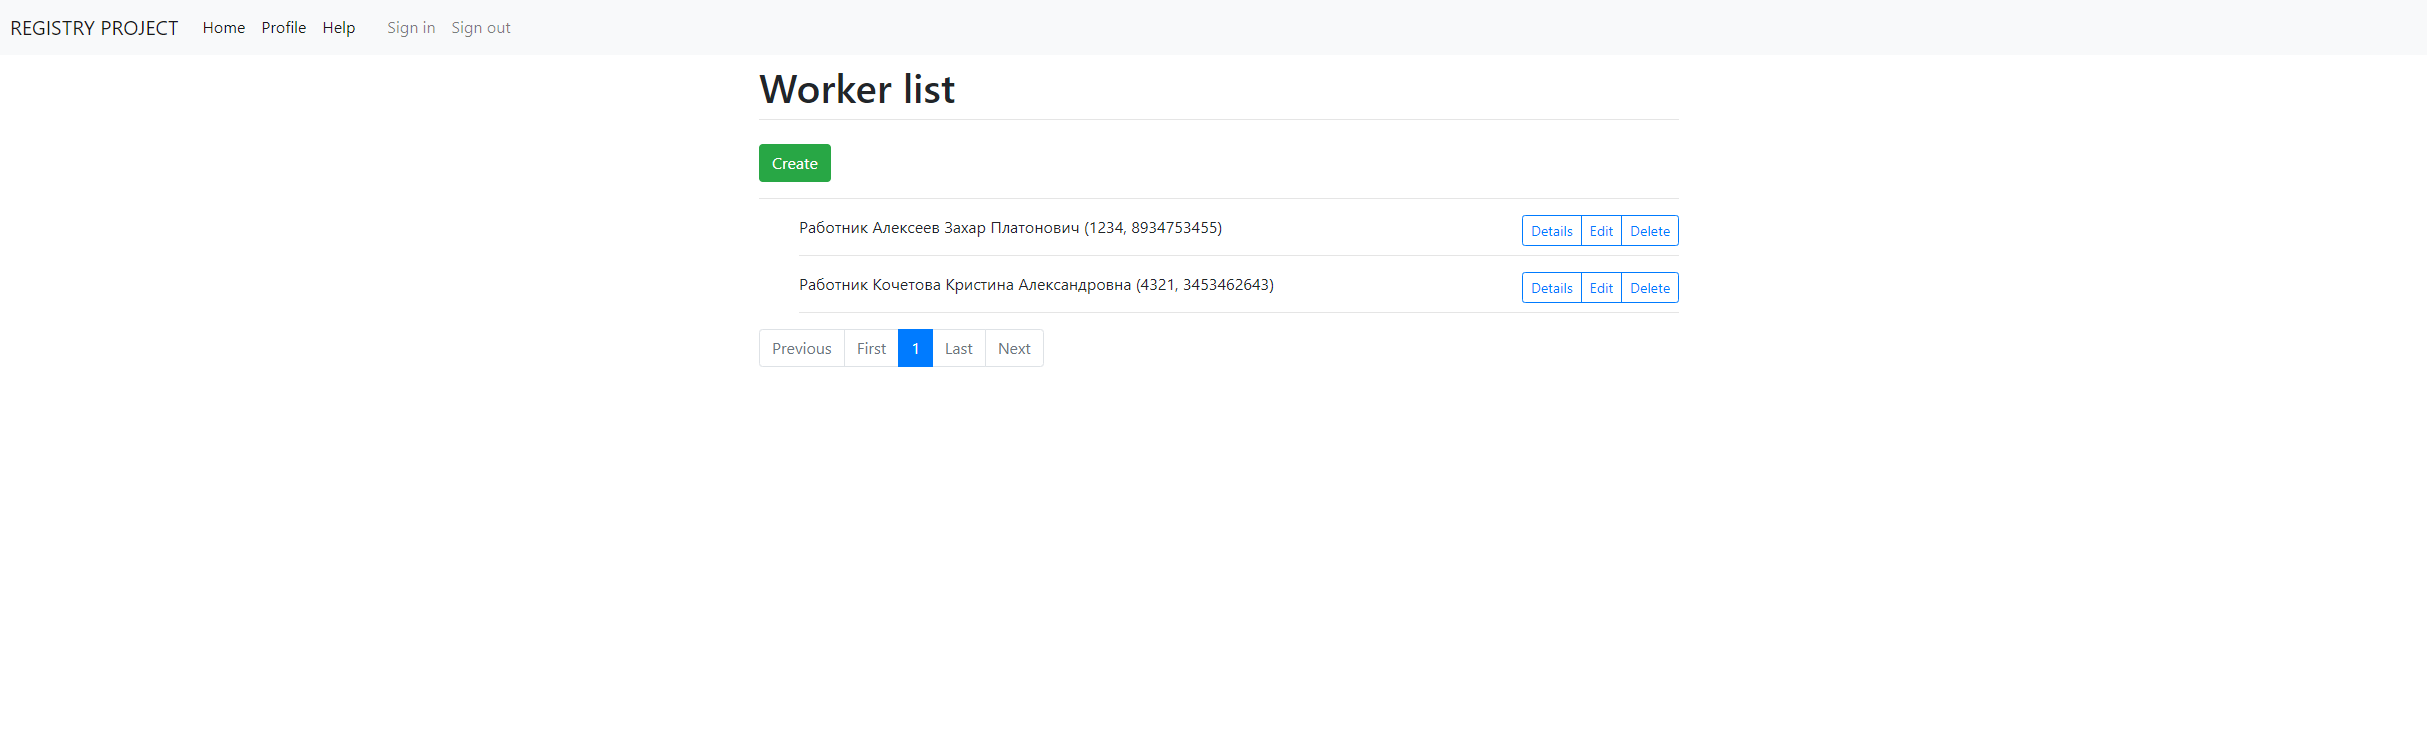 REGISTRY PROJECT Home Profile Help Sign in Sign out
Worker list
Create
Работник Алексеев Захар Платонович (1234, 8934753455) Details Edit Delete
Работник Кочетова Кристина Александровна (4321, 3453462643) Details Edit Delete
Previous First 1 Last Next